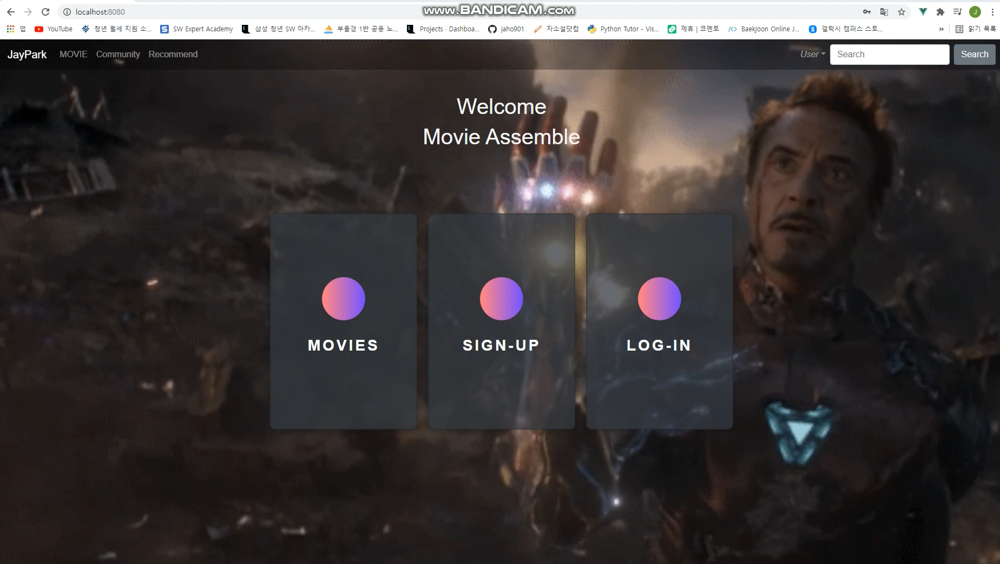 localhost:8080
www.BANDICAM.com
J
앱 YouTube 청년 월세 지원 소... SW Expert Academy 삼성 청년 SW 아카... 부울경 1반 공용 노... Projects · Dashboa... jaho901 자소설닷컴 Python Tutor - Vis... 제휴 | 코멘토 Baekjoon Online J... 갤럭시 캠퍼스 스토... » 읽기 목록
JayPark MOVIE Community Recommend User Search Search
Welcome
Movie Assemble
MOVIES SIGN-UP LOG-IN